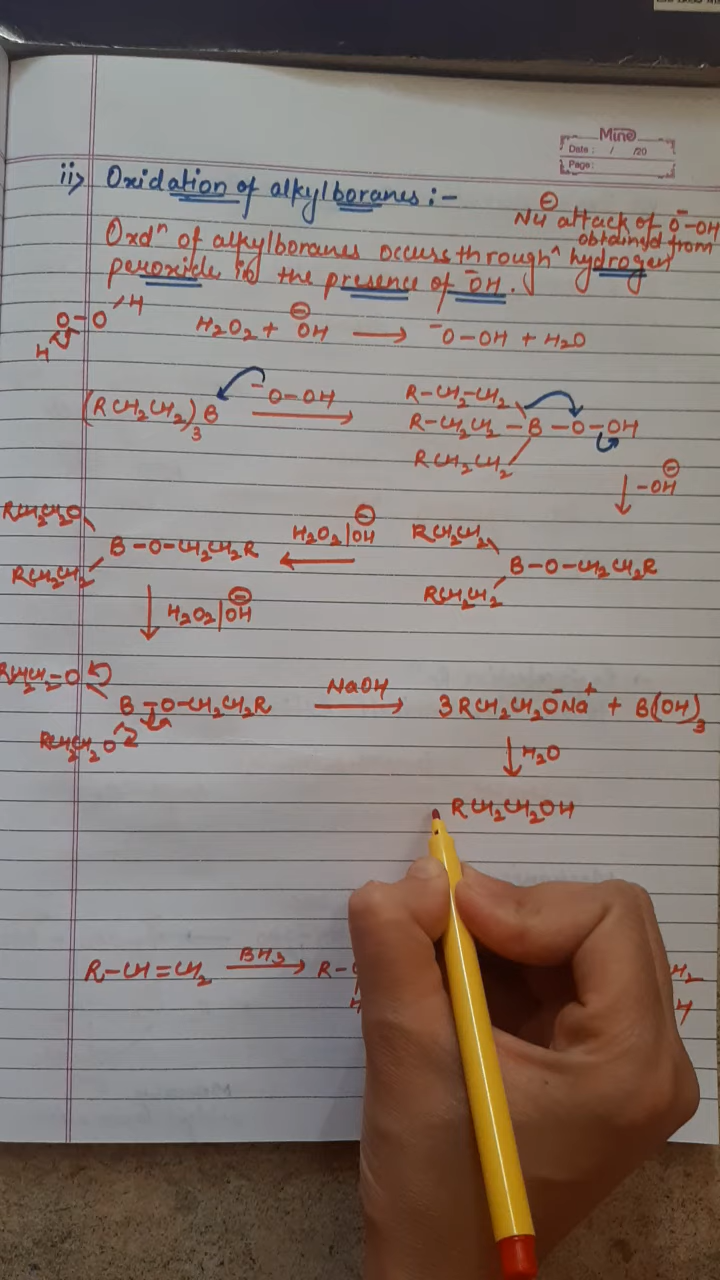 Mine
Date : / /20
Page:
ii> Oxidation of alkylboranes :-
Oxdⁿ of alkylboranes occurs through ^ Nu⊖ attack of ⁻O-OH obtained from hydrogen
peroxide in the presence of ⁻OH.
H
O-O
H
H₂O₂ + ⊖OH ⟶ ⁻O-OH + H₂O
(RCH₂CH₂)₃B ⁻O-OH ⟶
R-CH₂-CH₂
R-CH₂CH₂-B-O-OH
RCH₂CH₂
↓ -OH⊖
RCH₂CH₂
B-O-CH₂CH₂R
RCH₂CH₂
H₂O₂|OH⊖ ⟵
RCH₂CH₂O
B-O-CH₂CH₂R
RCH₂CH₂
↓ H₂O₂|OH⊖
RCH₂CH₂-O
B-O-CH₂CH₂R
RCH₂CH₂O
NaOH ⟶ 3RCH₂CH₂O⁻Na⁺ + B(OH)₃
↓ H₂O
RCH₂CH₂OH
R-CH=CH₂ BH₃ ⟶ R-